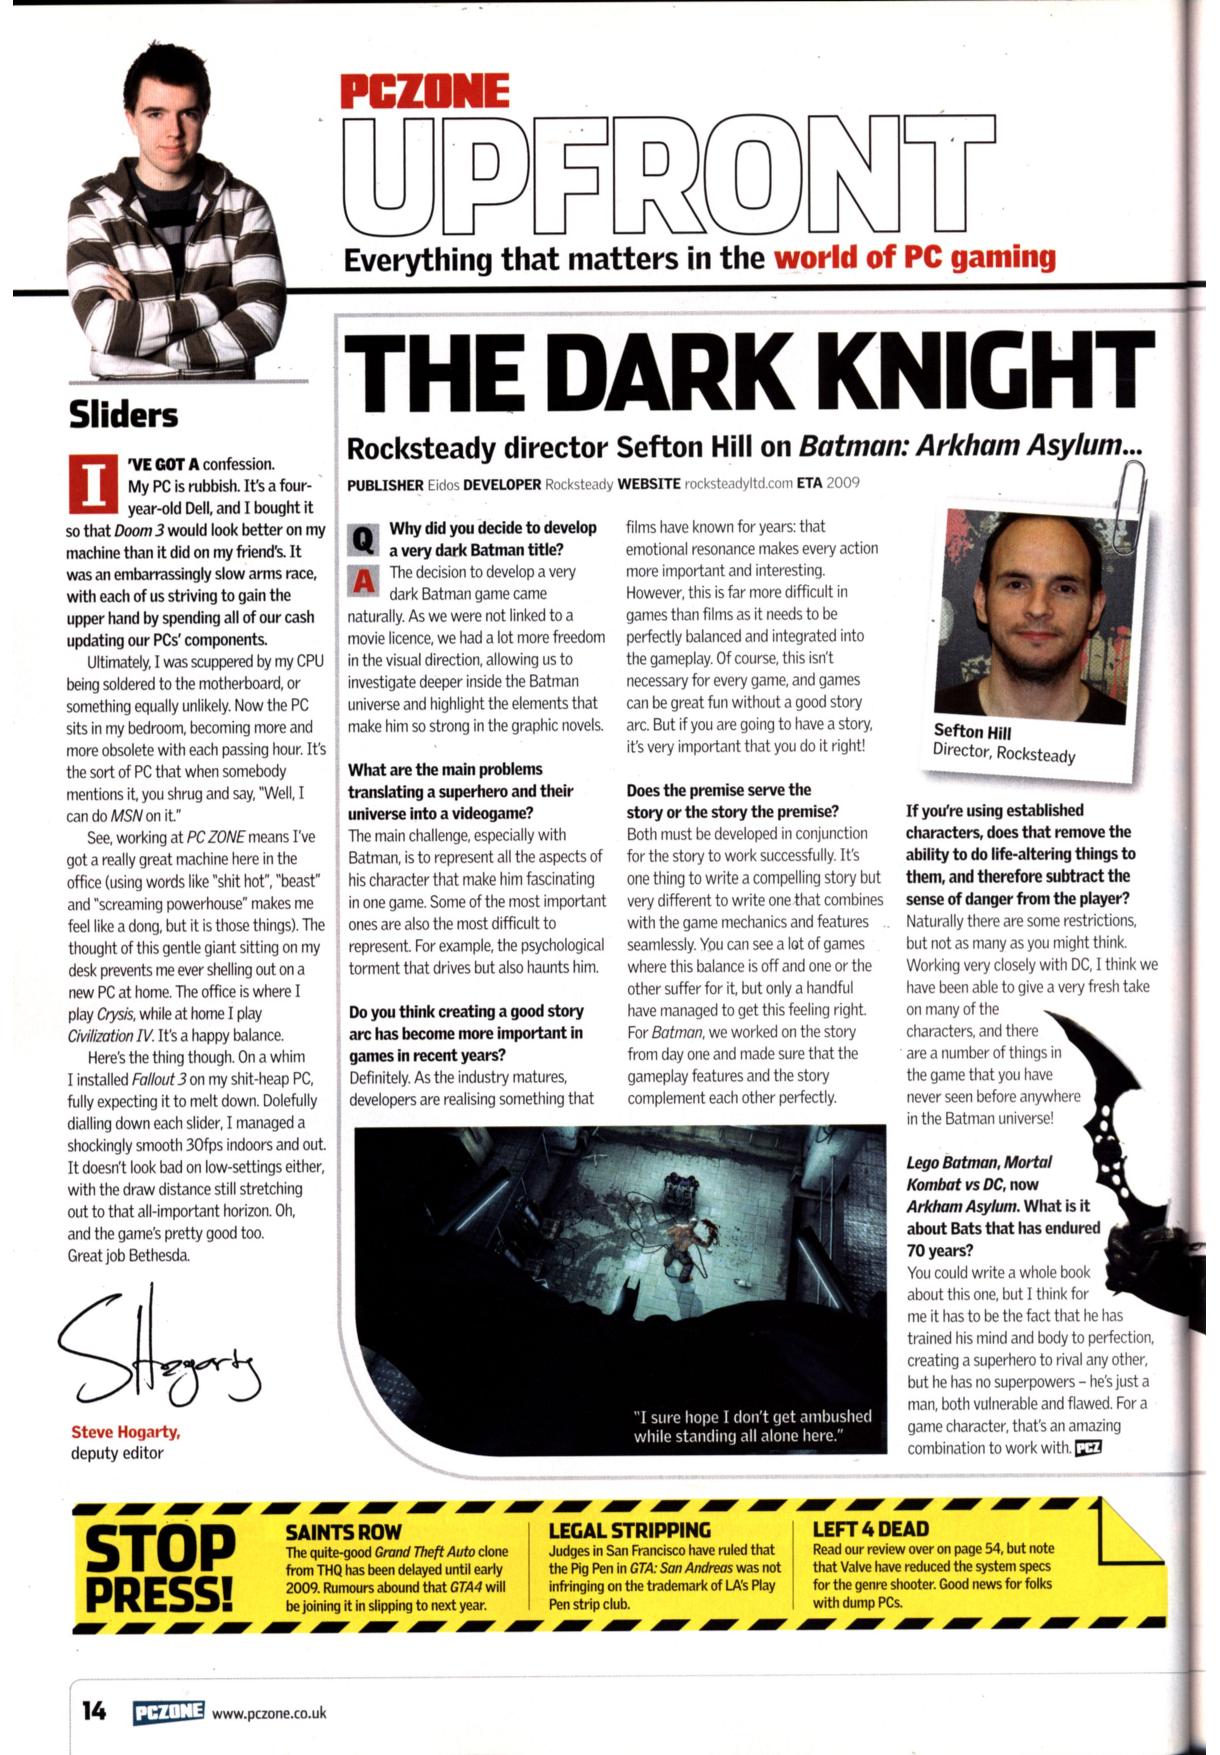 PCZONE
UPFRONT
Everything that matters in the world of PC gaming
Sliders
I'VE GOT A confession.
My PC is rubbish. It's a four-
year-old Dell, and I bought it
so that Doom 3 would look better on my
machine than it did on my friend's. It
was an embarrassingly slow arms race,
with each of us striving to gain the
upper hand by spending all of our cash
updating our PCs' components.
Ultimately, I was scuppered by my CPU
being soldered to the motherboard, or
something equally unlikely. Now the PC
sits in my bedroom, becoming more and
more obsolete with each passing hour. It's
the sort of PC that when somebody
mentions it, you shrug and say, "Well, I
can do MSN on it."
See, working at PC ZONE means I've
got a really great machine here in the
office (using words like "shit hot", "beast"
and "screaming powerhouse" makes me
feel like a dong, but it is those things). The
thought of this gentle giant sitting on my
desk prevents me ever shelling out on a
new PC at home. The office is where I
play Crysis, while at home I play
Civilization IV. It's a happy balance.
Here's the thing though. On a whim
I installed Fallout 3 on my shit-heap PC,
fully expecting it to melt down. Dolefully
dialling down each slider, I managed a
shockingly smooth 30fps indoors and out.
It doesn't look bad on low-settings either,
with the draw distance still stretching
out to that all-important horizon. Oh,
and the game's pretty good too.
Great job Bethesda.
SHogarty
Steve Hogarty,
deputy editor
THE DARK KNIGHT
Rocksteady director Sefton Hill on Batman: Arkham Asylum...
PUBLISHER Eidos DEVELOPER Rocksteady WEBSITE rocksteadyltd.com ETA 2009
Q Why did you decide to develop
a very dark Batman title?
A The decision to develop a very
dark Batman game came
naturally. As we were not linked to a
movie licence, we had a lot more freedom
in the visual direction, allowing us to
investigate deeper inside the Batman
universe and highlight the elements that
make him so strong in the graphic novels.
What are the main problems
translating a superhero and their
universe into a videogame?
The main challenge, especially with
Batman, is to represent all the aspects of
his character that make him fascinating
in one game. Some of the most important
ones are also the most difficult to
represent. For example, the psychological
torment that drives but also haunts him.
Do you think creating a good story
arc has become more important in
games in recent years?
Definitely. As the industry matures,
developers are realising something that
films have known for years: that
emotional resonance makes every action
more important and interesting.
However, this is far more difficult in
games than films as it needs to be
perfectly balanced and integrated into
the gameplay. Of course, this isn't
necessary for every game, and games
can be great fun without a good story
arc. But if you are going to have a story,
it's very important that you do it right!
Does the premise serve the
story or the story the premise?
Both must be developed in conjunction
for the story to work successfully. It's
one thing to write a compelling story but
very different to write one that combines
with the game mechanics and features
seamlessly. You can see a lot of games
where this balance is off and one or the
other suffer for it, but only a handful
have managed to get this feeling right.
For Batman, we worked on the story
from day one and made sure that the
gameplay features and the story
complement each other perfectly.
Sefton Hill
Director, Rocksteady
If you're using established
characters, does that remove the
ability to do life-altering things to
them, and therefore subtract the
sense of danger from the player?
Naturally there are some restrictions,
but not as many as you might think.
Working very closely with DC, I think we
have been able to give a very fresh take
on many of the
characters, and there
are a number of things in
the game that you have
never seen before anywhere
in the Batman universe!
Lego Batman, Mortal
Kombat vs DC, now
Arkham Asylum. What is it
about Bats that has endured
70 years?
You could write a whole book
about this one, but I think for
me it has to be the fact that he has
trained his mind and body to perfection,
creating a superhero to rival any other,
but he has no superpowers – he's just a
man, both vulnerable and flawed. For a
game character, that's an amazing
combination to work with. PCZ
"I sure hope I don't get ambushed
while standing all alone here."
STOP
PRESS!
SAINTS ROW
The quite-good Grand Theft Auto clone
from THQ has been delayed until early
2009. Rumours abound that GTA4 will
be joining it in slipping to next year.
LEGAL STRIPPING
Judges in San Francisco have ruled that
the Pig Pen in GTA: San Andreas was not
infringing on the trademark of LA's Play
Pen strip club.
LEFT 4 DEAD
Read our review over on page 54, but note
that Valve have reduced the system specs
for the genre shooter. Good news for folks
with dump PCs.
14 PCZONE www.pczone.co.uk